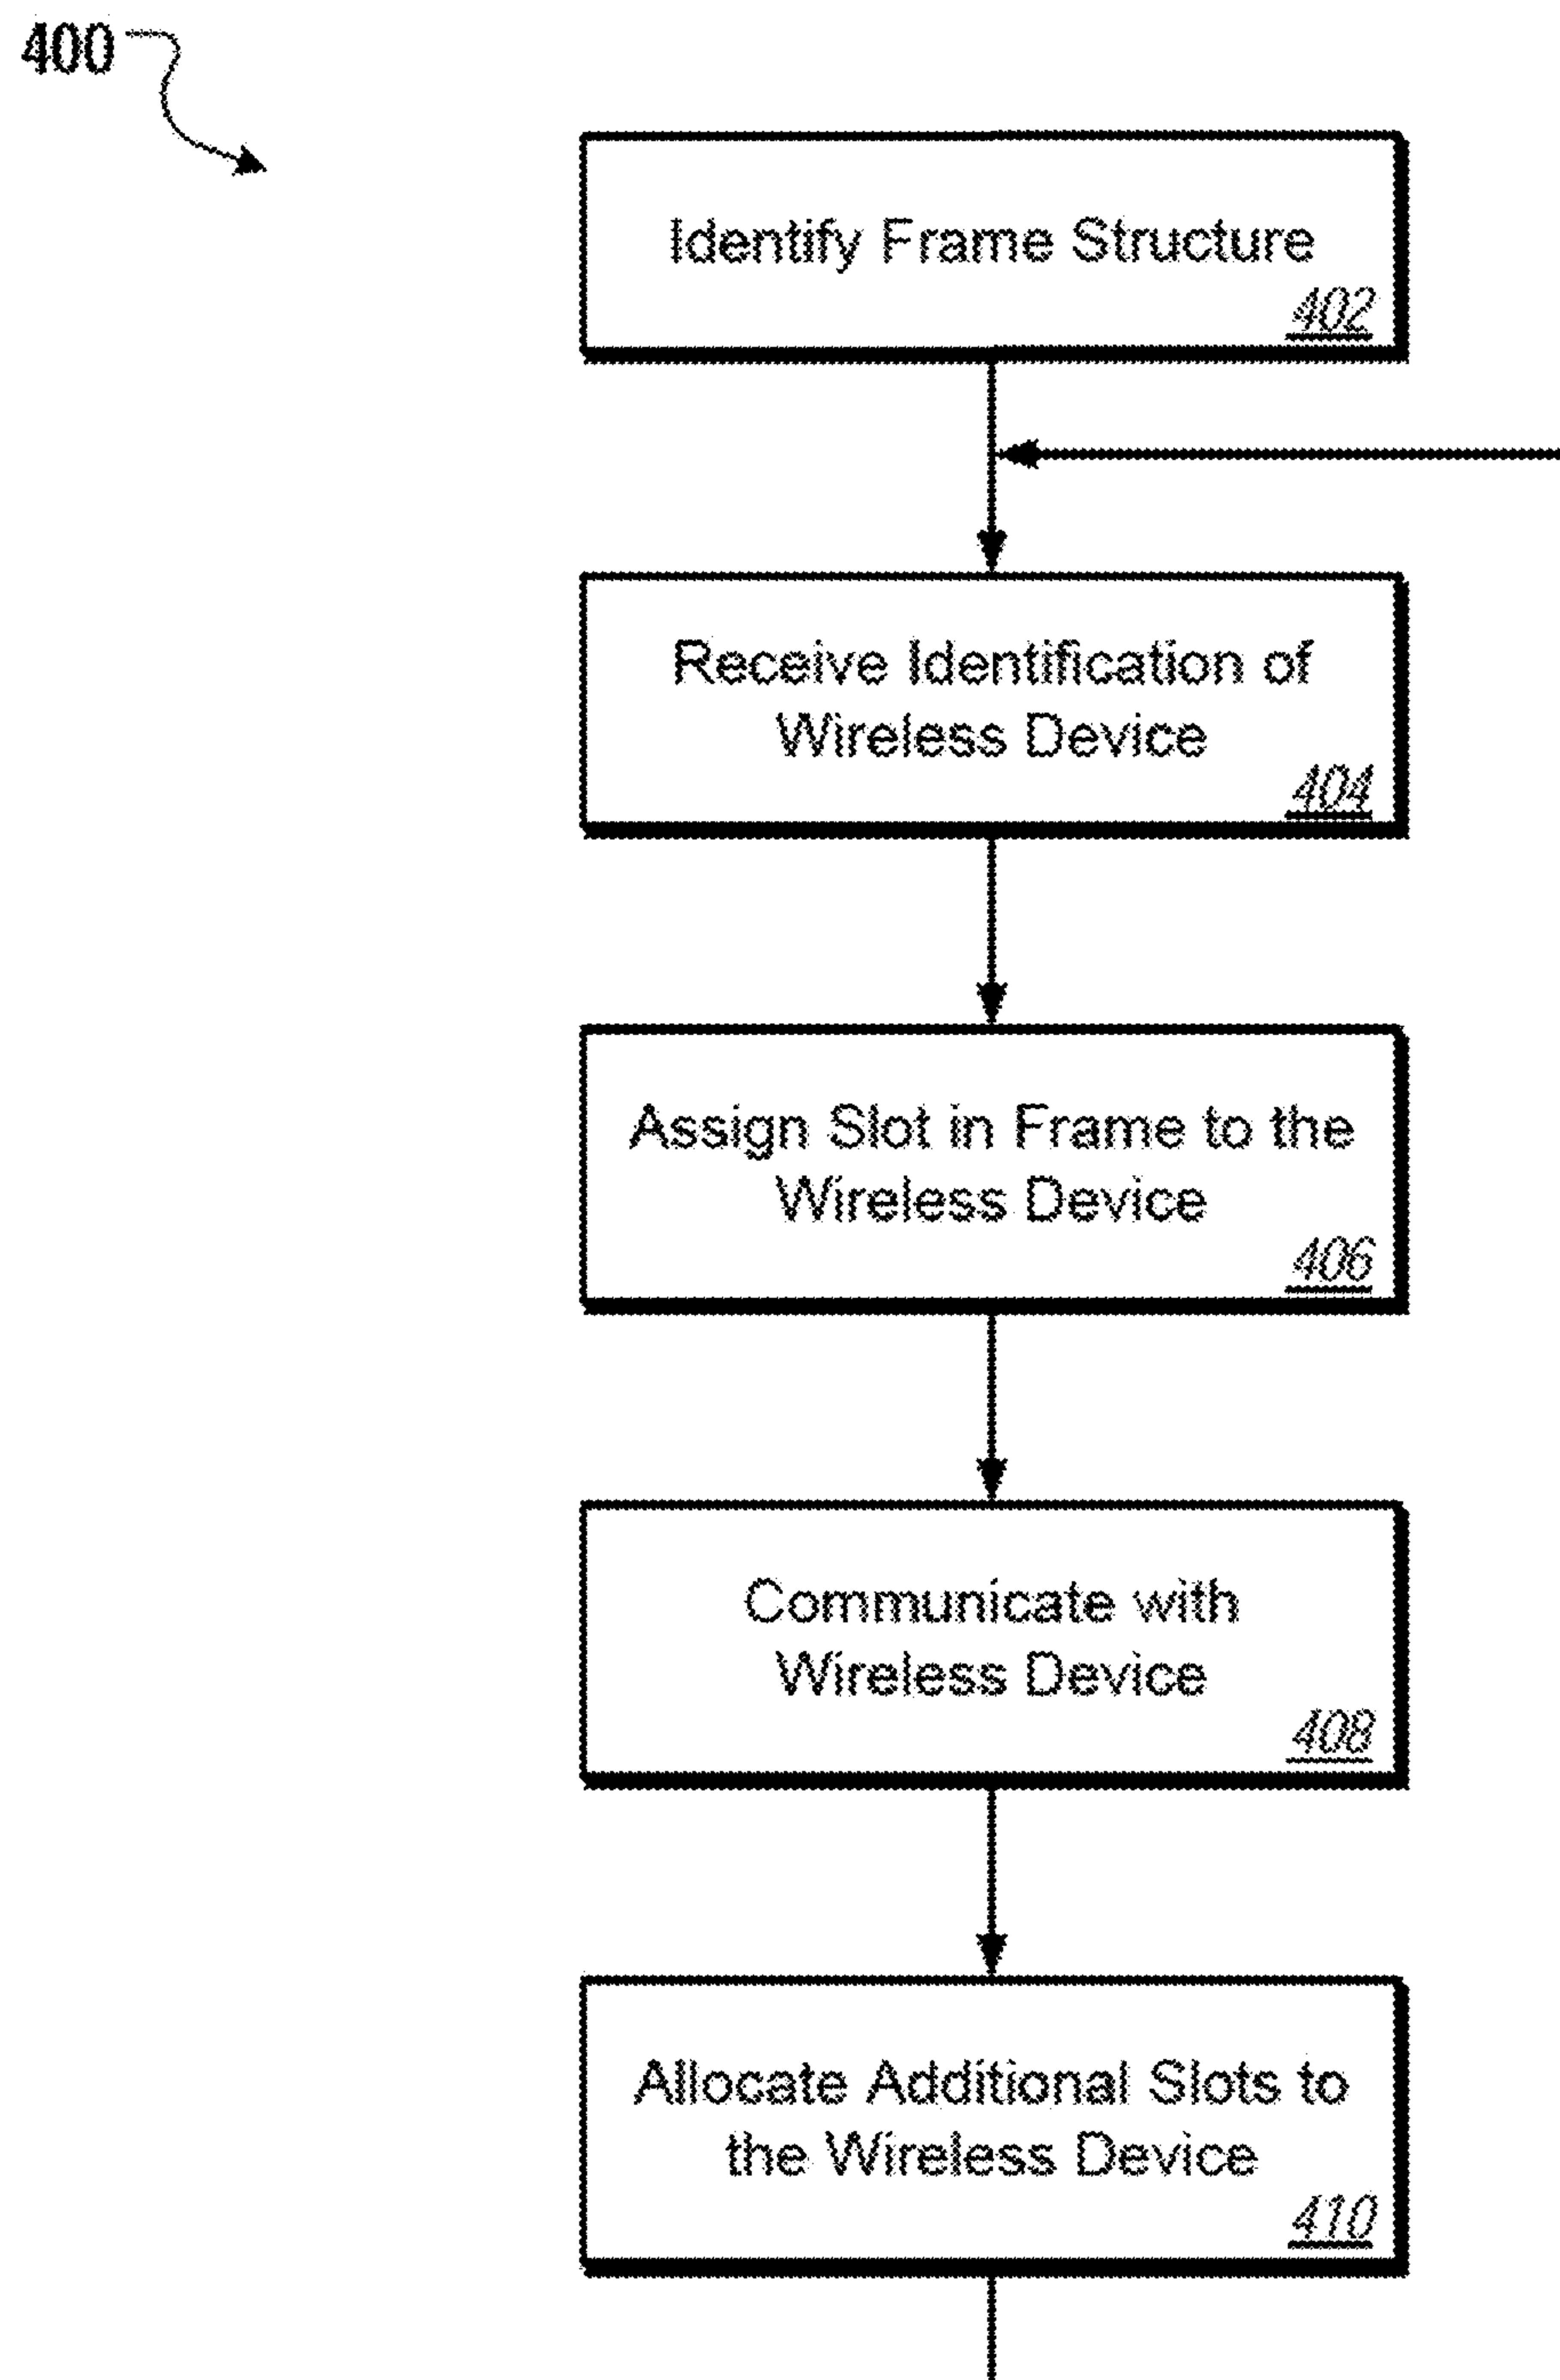 400
Identify Frame Structure
402
Receive Identification of
Wireless Device
404
Assign Slot in Frame to the
Wireless Device
406
Communicate with
Wireless Device
408
Allocate Additional Slots to
the Wireless Device
410